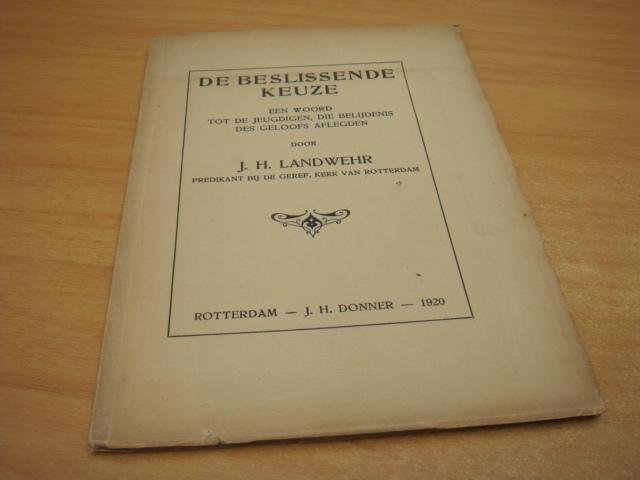 DE BESLISSENDE
KEUZE
EEN WOORD
TOT DE JEUGDIGEN, DIE BELIJDENIS
DES GELOOFS AFLEGDEN
DOOR
J. H. LANDWEHR
PREDIKANT BIJ DE GEREF. KERK VAN ROTTERDAM
ROTTERDAM — J. H. DONNER — 1920